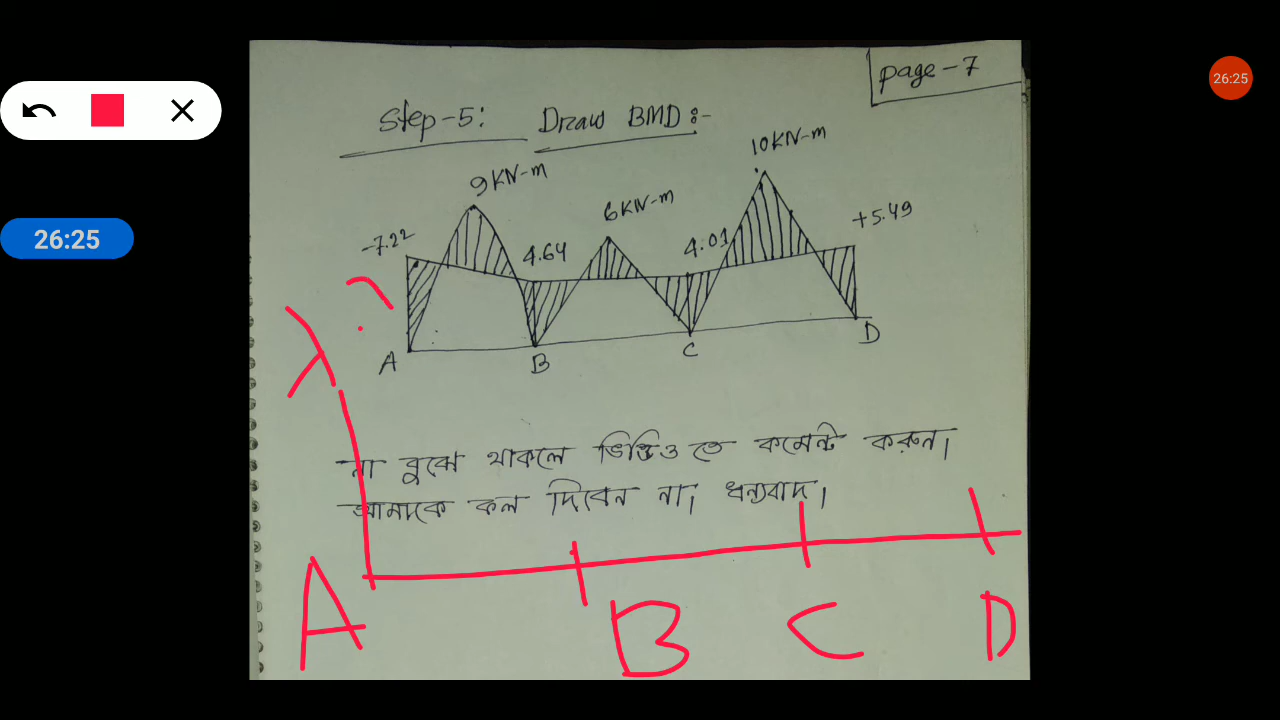 page-7
Step-5: Draw BMD:-
10KN-m
9KN-m
6KN-m
+5.49
-7.22
4.64
4.01
A
B
C
D
না বুঝে থাকলে ভিডিও তে কমেন্ট করুন।
আমাকে কল দিবেন না। ধন্যবাদ।
A
B
C
D
26:25
26:25